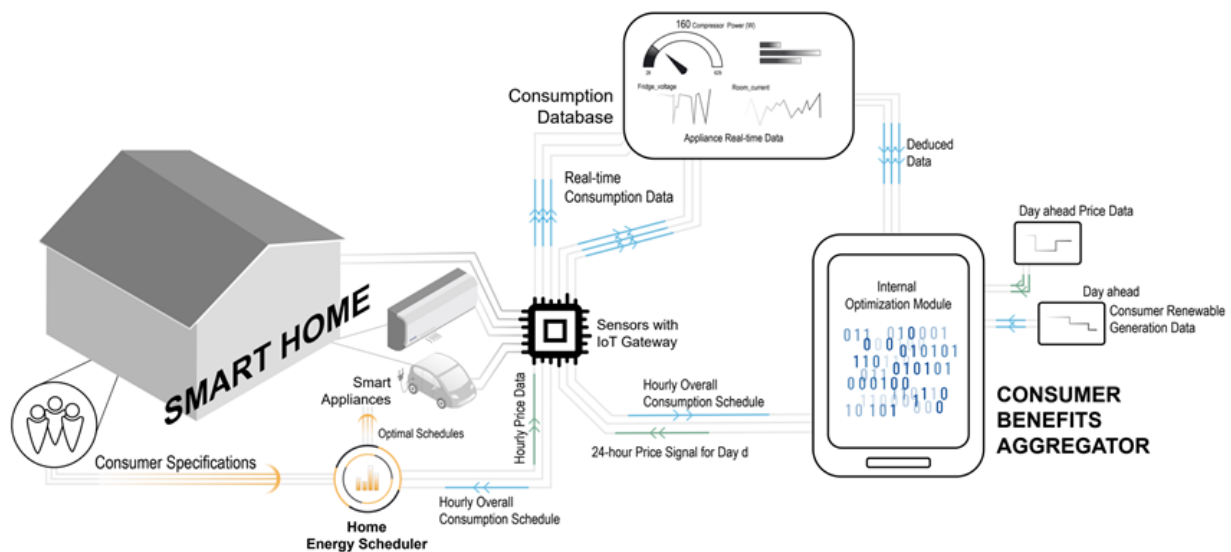 160 Compressor Power (W)
28
629
Fridge_voltage
Room_current
Appliance Real-time Data
Consumption
Database
Deduced
Data
Real-time
Consumption Data
Day ahead Price Data
Day ahead
Consumer Renewable
Generation Data
Internal
Optimization Module
CONSUMER
BENEFITS
AGGREGATOR
SMART HOME
Sensors with
IoT Gateway
Smart
Appliances
Optimal Schedules
Hourly Price Data
Hourly Overall
Consumption Schedule
24-hour Price Signal for Day d
Consumer Specifications
Hourly Overall
Consumption Schedule
Home
Energy Scheduler